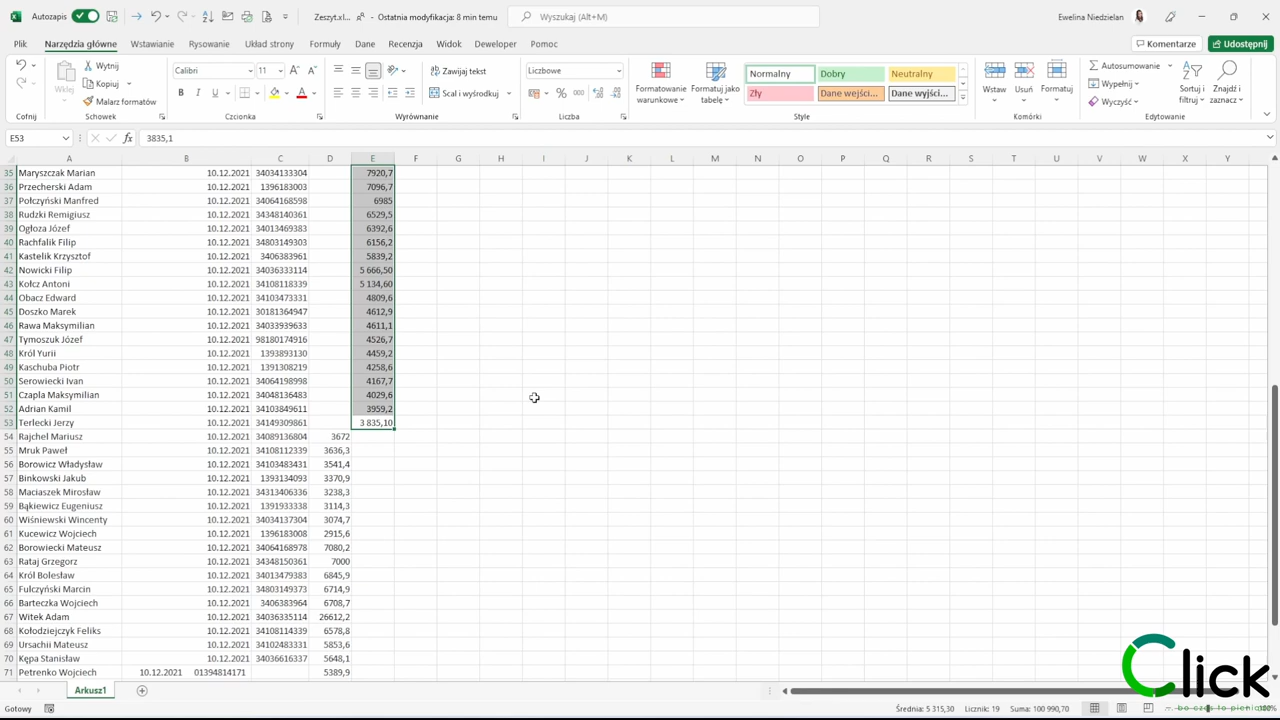 Autozapis
Zeszyt.xl...
Ostatnia modyfikacja: 8 min temu
Wyszukaj (Alt+M)
Ewelina Niedzielan
Plik Narzędzia główne Wstawianie Rysowanie Układ strony Formuły Dane Recenzja Widok Deweloper Pomoc
Komentarze Udostępnij
Wklej Wytnij
Kopiuj
Malarz formatów
Calibri 11
Zawijaj tekst
Scal i wyśrodkuj
Liczbowe
Formatowanie warunkowe
Formatuj jako tabelę
Normalny Dobry Neutralny
Zły Dane wejści... Dane wyjści...
Wstaw Usuń Formatuj
Autosumowanie
Wypełnij
Wyczyść
Sortuj i filtruj
Znajdź i zaznacz
Cofnij Schowek Czcionka Wyrównanie Liczba Style Komórki Edytowanie
E53 fx 3835,1
A B C D E F G H I J K L M N O P Q R S T U V W X Y
35 Maryszczak Marian 10.12.2021 34034133304 7920,7
36 Przecherski Adam 10.12.2021 1396183003 7096,7
37 Połczyński Manfred 10.12.2021 34064168598 6985
38 Rudzki Remigiusz 10.12.2021 34348140361 6529,5
39 Ogłoza Józef 10.12.2021 34013469383 6392,6
40 Rachfalik Filip 10.12.2021 34803149303 6156,2
41 Kastelik Krzysztof 10.12.2021 3406383961 5839,2
42 Nowicki Filip 10.12.2021 34036333114 5 666,50
43 Kołcz Antoni 10.12.2021 34108118339 5 134,60
44 Obacz Edward 10.12.2021 34103473331 4809,6
45 Doszko Marek 10.12.2021 30181364947 4612,9
46 Rawa Maksymilian 10.12.2021 34033939633 4611,1
47 Tymoszuk Józef 10.12.2021 98180174916 4526,7
48 Król Yurii 10.12.2021 1393893130 4459,2
49 Kaschuba Piotr 10.12.2021 1391308219 4258,6
50 Serowiecki Ivan 10.12.2021 34064198998 4167,7
51 Czapla Maksymilian 10.12.2021 34048136483 4029,6
52 Adrian Kamil 10.12.2021 34103849611 3959,2
53 Terlecki Jerzy 10.12.2021 34149309861 3 835,10
54 Rajchel Mariusz 10.12.2021 34089136804 3672
55 Mruk Paweł 10.12.2021 34108112339 3636,3
56 Borowicz Władysław 10.12.2021 34103483431 3541,4
57 Binkowski Jakub 10.12.2021 1393134093 3370,9
58 Maciaszek Mirosław 10.12.2021 34313406336 3238,3
59 Bąkiewicz Eugeniusz 10.12.2021 1391933338 3114,3
60 Wiśniewski Wincenty 10.12.2021 34034137304 3074,7
61 Kucewicz Wojciech 10.12.2021 1396183008 2915,6
62 Borowiecki Mateusz 10.12.2021 34064168978 7080,2
63 Rataj Grzegorz 10.12.2021 34348150361 7000
64 Król Bolesław 10.12.2021 34013479383 6845,9
65 Fulczyński Marcin 10.12.2021 34803149373 6714,9
66 Barteczka Wojciech 10.12.2021 3406383964 6708,7
67 Witek Adam 10.12.2021 34036335114 26612,2
68 Kołodziejczyk Feliks 10.12.2021 34108114339 6578,8
69 Ursachii Mateusz 10.12.2021 34102483331 5853,6
70 Kępa Stanisław 10.12.2021 34036616337 5648,1
71 Petrenko Wojciech 10.12.2021 01394814171 5389,9
Arkusz1
Gotowy
Średnia: 5 315,30 Licznik: 19 Suma: 100 990,70
Click